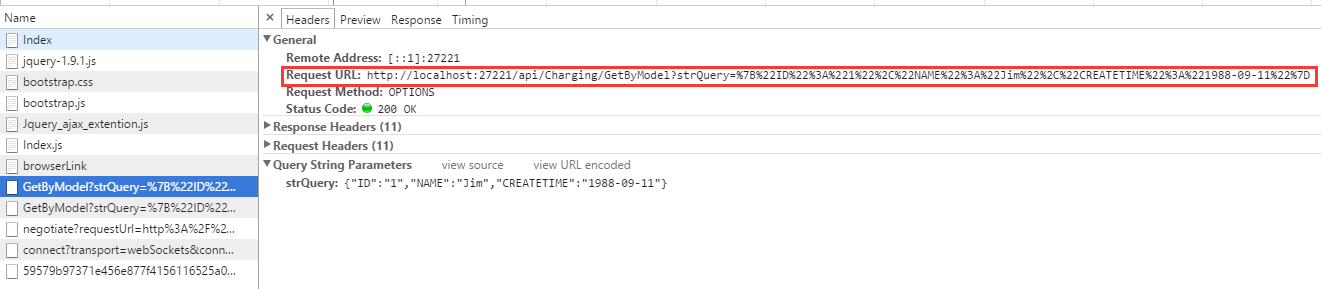 Name
Index
jquery-1.9.1.js
bootstrap.css
bootstrap.js
Jquery_ajax_extention.js
Index.js
browserLink
GetByModel?strQuery=%7B%22ID%22...
GetByModel?strQuery=%7B%22ID%22...
negotiate?requestUrl=http%3A%2F%2...
connect?transport=webSockets&conn...
59579b97371e456e877f4156116525a0...
× Headers Preview Response Timing
General
Remote Address: [::1]:27221
Request URL: http://localhost:27221/api/Charging/GetByModel?strQuery=%7B%22ID%22%3A%221%22%2C%22NAME%22%3A%22Jim%22%2C%22CREATETIME%22%3A%221988-09-11%22%7D
Request Method: OPTIONS
Status Code: 200 OK
Response Headers (11)
Request Headers (11)
Query String Parameters view source view URL encoded
strQuery: {"ID":"1","NAME":"Jim","CREATETIME":"1988-09-11"}